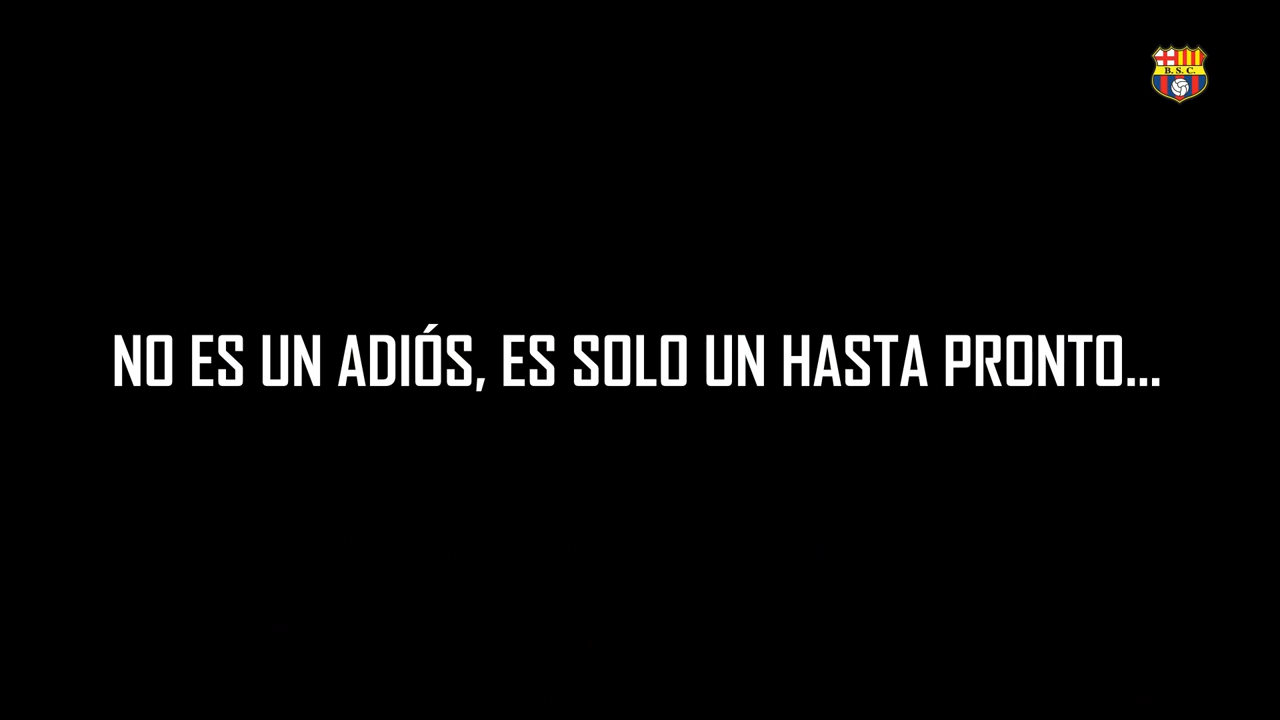 B. S. C.
NO ES UN ADIÓS, ES SOLO UN HASTA PRONTO...